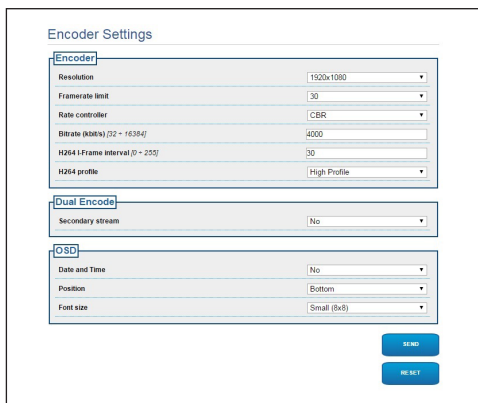 Encoder Settings
Encoder
Resolution 1920x1080
Framerate limit 30
Rate controller CBR
Bitrate (kbit/s) [32 ÷ 16384] 4000
H264 I-Frame interval [0 ÷ 255] 30
H264 profile High Profile
Dual Encode
Secondary stream No
OSD
Date and Time No
Position Bottom
Font size Small (8x8)
SEND
RESET